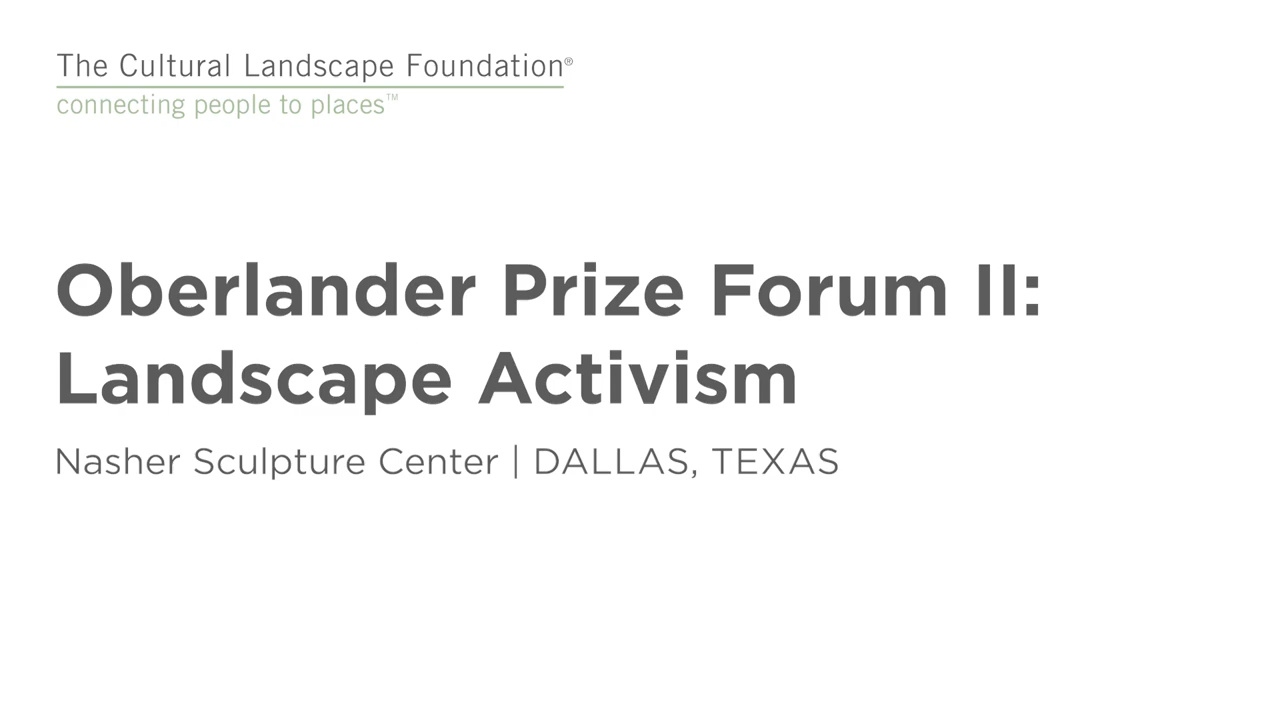 The Cultural Landscape Foundation®
connecting people to places™
Oberlander Prize Forum II:
Landscape Activism
Nasher Sculpture Center | DALLAS, TEXAS